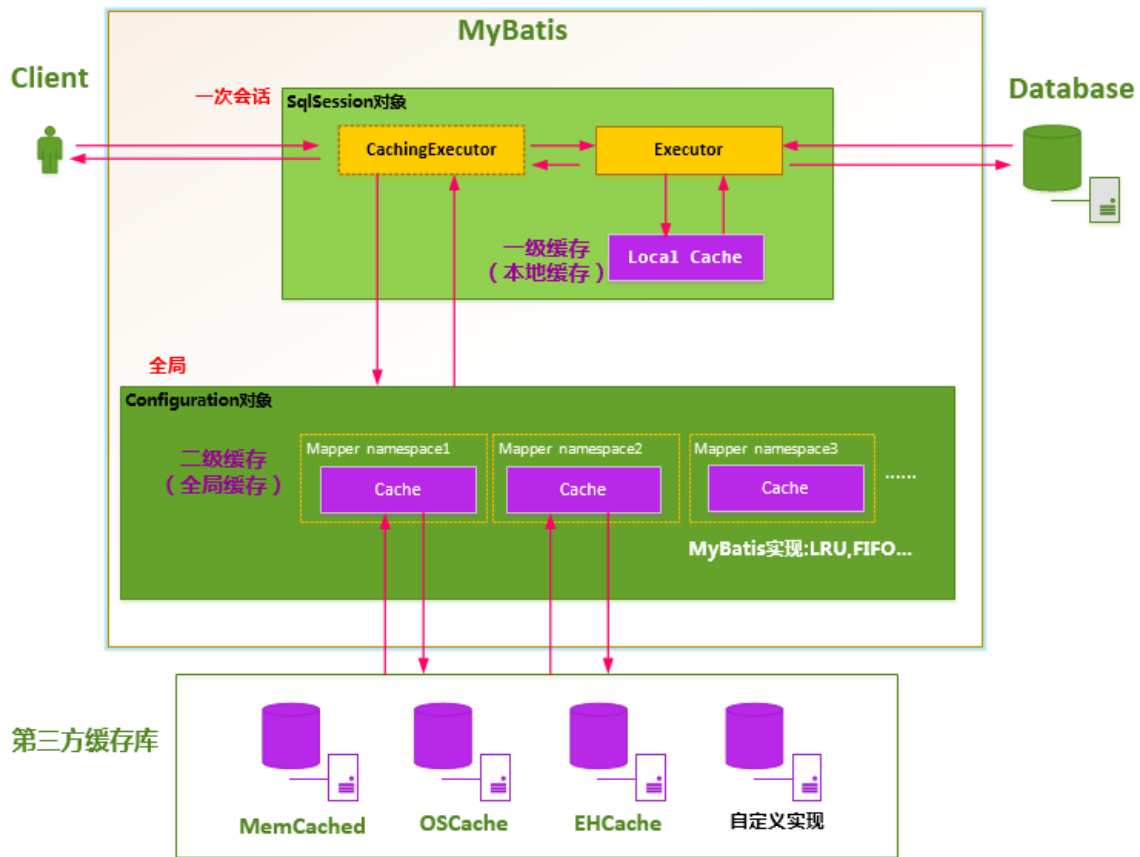 MyBatis
Client
Database
一次会话
SqlSession对象
CachingExecutor
Executor
一级缓存
（本地缓存）
Local Cache
全局
Configuration对象
二级缓存
（全局缓存）
Mapper namespace1
Cache
Mapper namespace2
Cache
Mapper namespace3
Cache
......
MyBatis实现:LRU,FIFO...
第三方缓存库
MemCached
OSCache
EHCache
自定义实现